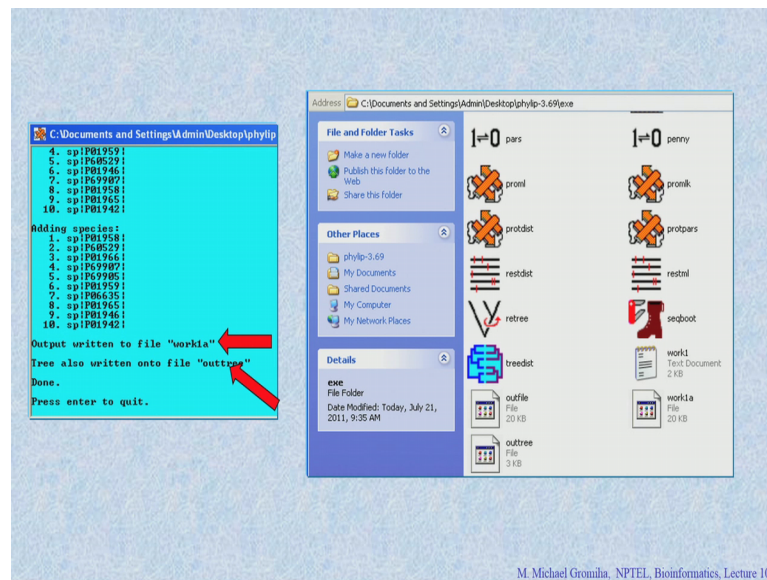 C:\Documents and Settings\Admin\Desktop\phylip
4. sp|P01959|
5. sp|P60529|
6. sp|P01946|
7. sp|P69907|
8. sp|P01958|
9. sp|P01965|
10. sp|P01942|
Adding species:
1. sp|P01958|
2. sp|P60529|
3. sp|P01966|
4. sp|P69907|
5. sp|P69905|
6. sp|P01959|
7. sp|P06635|
8. sp|P01965|
9. sp|P01946|
10. sp|P01942|
Output written to file "work1a"
Tree also written onto file "outtree"
Done.
Press enter to quit.
Address C:\Documents and Settings\Admin\Desktop\phylip-3.69\exe
File and Folder Tasks
Make a new folder
Publish this folder to the
Web
Share this folder
Other Places
phylip-3.69
My Documents
Shared Documents
My Computer
My Network Places
Details
exe
File Folder
Date Modified: Today, July 21,
2011, 9:35 AM
1⇌0 pars
1⇌0 penny
proml
promlk
protdist
protpars
restdist
restml
retree
seqboot
treedist
work1
Text Document
2 KB
outfile
File
20 KB
work1a
File
20 KB
outtree
File
3 KB
M. Michael Gromiha, NPTEL, Bioinformatics, Lecture 10